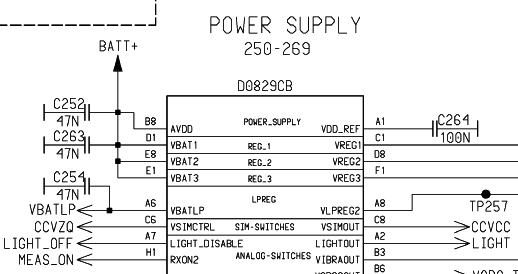 POWER SUPPLY
250-269
BATT+
D0829CB
C252
47N
C263
47N
C254
47N
B8 AVDD POWER_SUPPLY VDD_REF A1
C264
100N
D1 VBAT1 REG_1 VREG1 C1
E8 VBAT2 REG_2 VREG2 D8
E1 VBAT3 REG_3 VREG3 F1
LPREG
VBATLP A6 VBATLP VLPREG2 A8 TP257
CCVZQ C6 VSIMCTRL SIM-SWITCHES VSIMOUT C8 CCVCC
LIGHT_OFF A7 LIGHT_DISABLE LIGHTOUT A2 LIGHT
MEAS_ON H1 RXON2 ANALOG-SWITCHES VIBRAOUT B3
B6